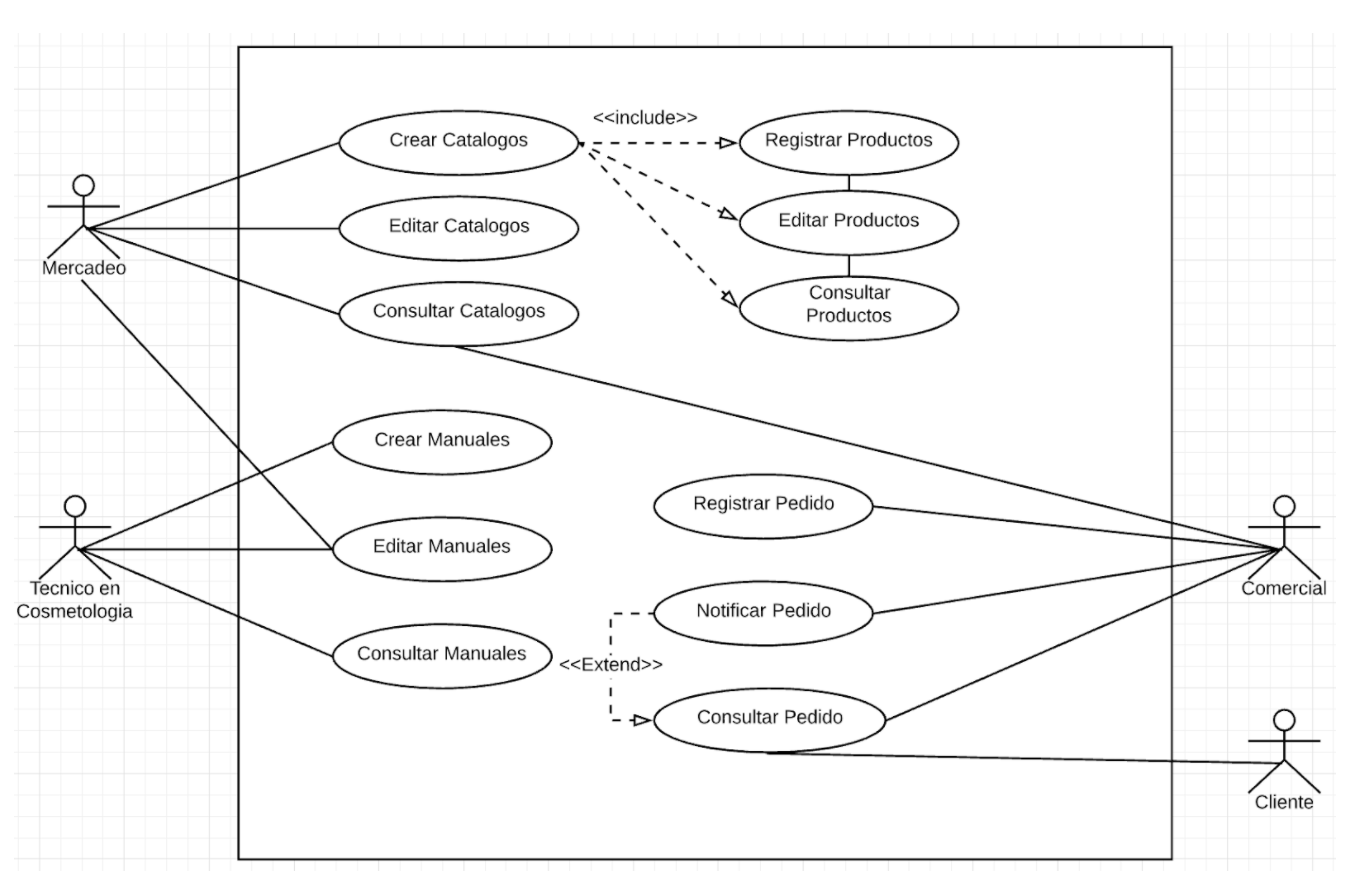 <<include>>
Crear Catalogos
Registrar Productos
Editar Catalogos
Editar Productos
Mercadeo
Consultar Catalogos
Consultar
Productos
Crear Manuales
Registrar Pedido
Editar Manuales
Tecnico en
Cosmetologia
Comercial
Notificar Pedido
Consultar Manuales
<<Extend>>
Consultar Pedido
Cliente